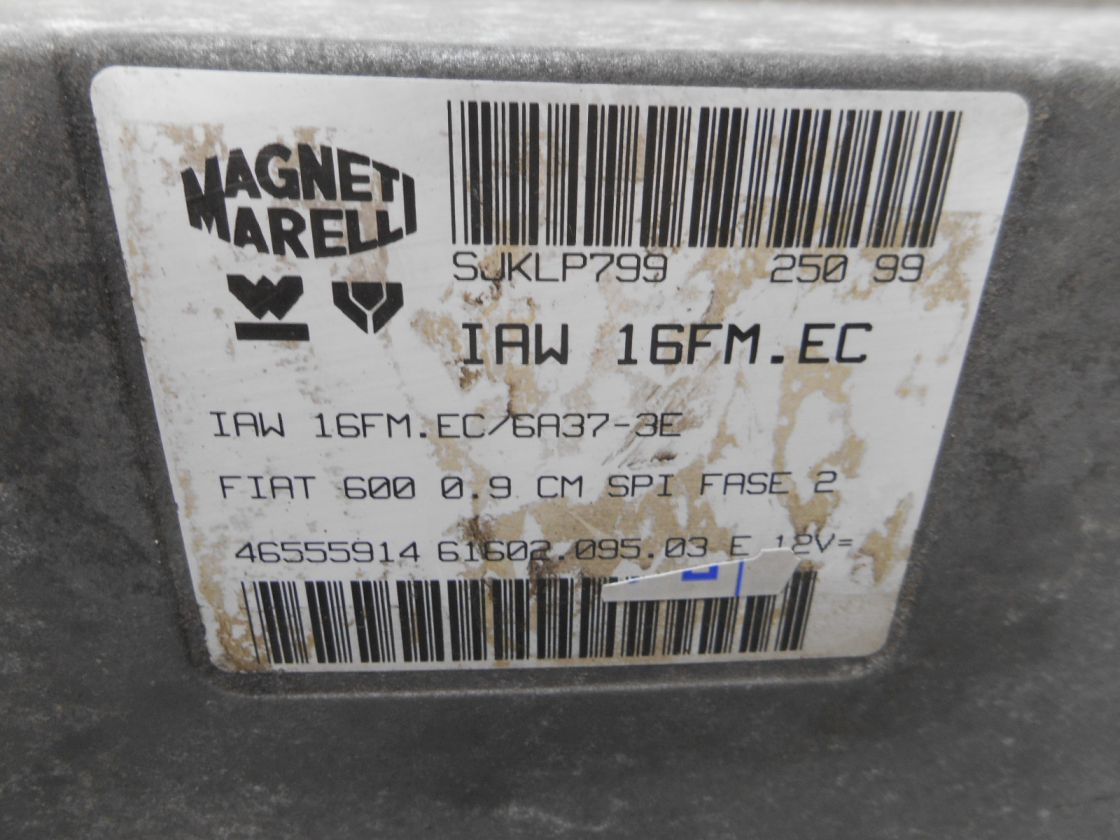 MAGNETI
MARELLI
SJKLP799 250 99
IAW 16FM.EC
IAW 16FM.EC/6A37-3E
FIAT 600 0.9 CM SPI FASE 2
46555914 61602.095.03 E 12V=